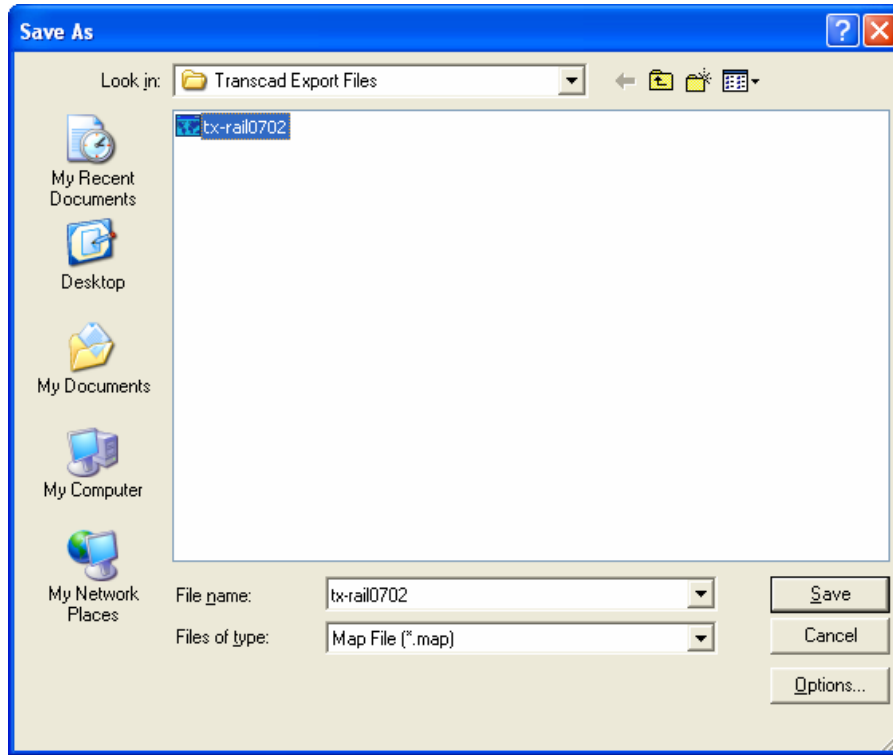 Save As
Look in:
Transcad Export Files
tx-rail0702
My Recent
Documents
Desktop
My Documents
My Computer
My Network
Places
File name:
tx-rail0702
Save
Files of type:
Map File (*.map)
Cancel
Options...